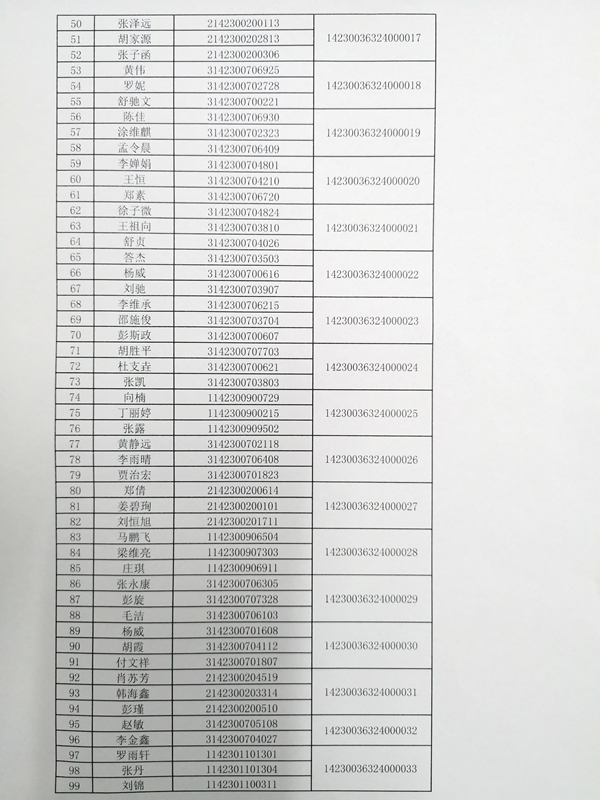 50 张泽远 2142300200113
51 胡家源 2142300202813 14230036324000017
52 张子函 2142300200306
53 黄伟 3142300706925
54 罗妮 3142300702728 14230036324000018
55 舒驰文 3142300700221
56 陈佳 3142300706930
57 涂维麒 3142300702323 14230036324000019
58 孟令晨 3142300706409
59 李婵娟 3142300704801
60 王恒 3142300704210 14230036324000020
61 郑素 3142300706720
62 徐子微 3142300704824
63 王祖向 3142300703810 14230036324000021
64 舒贞 3142300704026
65 答杰 3142300703503
66 杨威 3142300700616 14230036324000022
67 刘驰 3142300703907
68 李维承 3142300706215
69 邵施俊 3142300703704 14230036324000023
70 彭斯政 3142300700607
71 胡胜平 3142300707703
72 杜支垚 3142300700621 14230036324000024
73 张凯 3142300703803
74 向楠 1142300900729
75 丁丽婷 1142300900215 14230036324000025
76 张露 1142300909502
77 黄静远 3142300702118
78 李雨晴 3142300706408 14230036324000026
79 贾治宏 3142300701823
80 郑倩 2142300200614
81 姜碧珣 2142300200101 14230036324000027
82 刘恒旭 2142300201711
83 马鹏飞 1142300906504
84 梁维亮 1142300907303 14230036324000028
85 庄琪 1142300906911
86 张永康 3142300706305
87 彭旋 3142300707328 14230036324000029
88 毛洁 3142300706103
89 杨威 3142300701608
90 胡霞 3142300704112 14230036324000030
91 付文祥 3142300701807
92 肖苏芳 2142300204519
93 韩海鑫 2142300203314 14230036324000031
94 彭瑾 2142300200510
95 赵敏 3142300705108 14230036324000032
96 李金鑫 3142300704027
97 罗雨轩 1142301101301
98 张丹 1142301101304 14230036324000033
99 刘锦 1142301100311